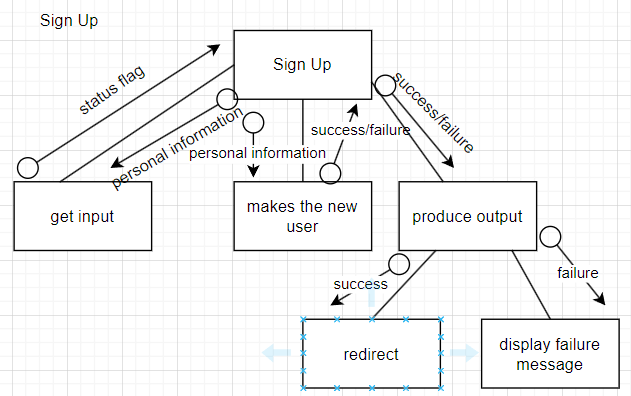 Sign Up
Sign Up
status flag
success/failure
personal information
success/failure
personal information
get input
makes the new
user
produce output
success
failure
redirect
display failure
message